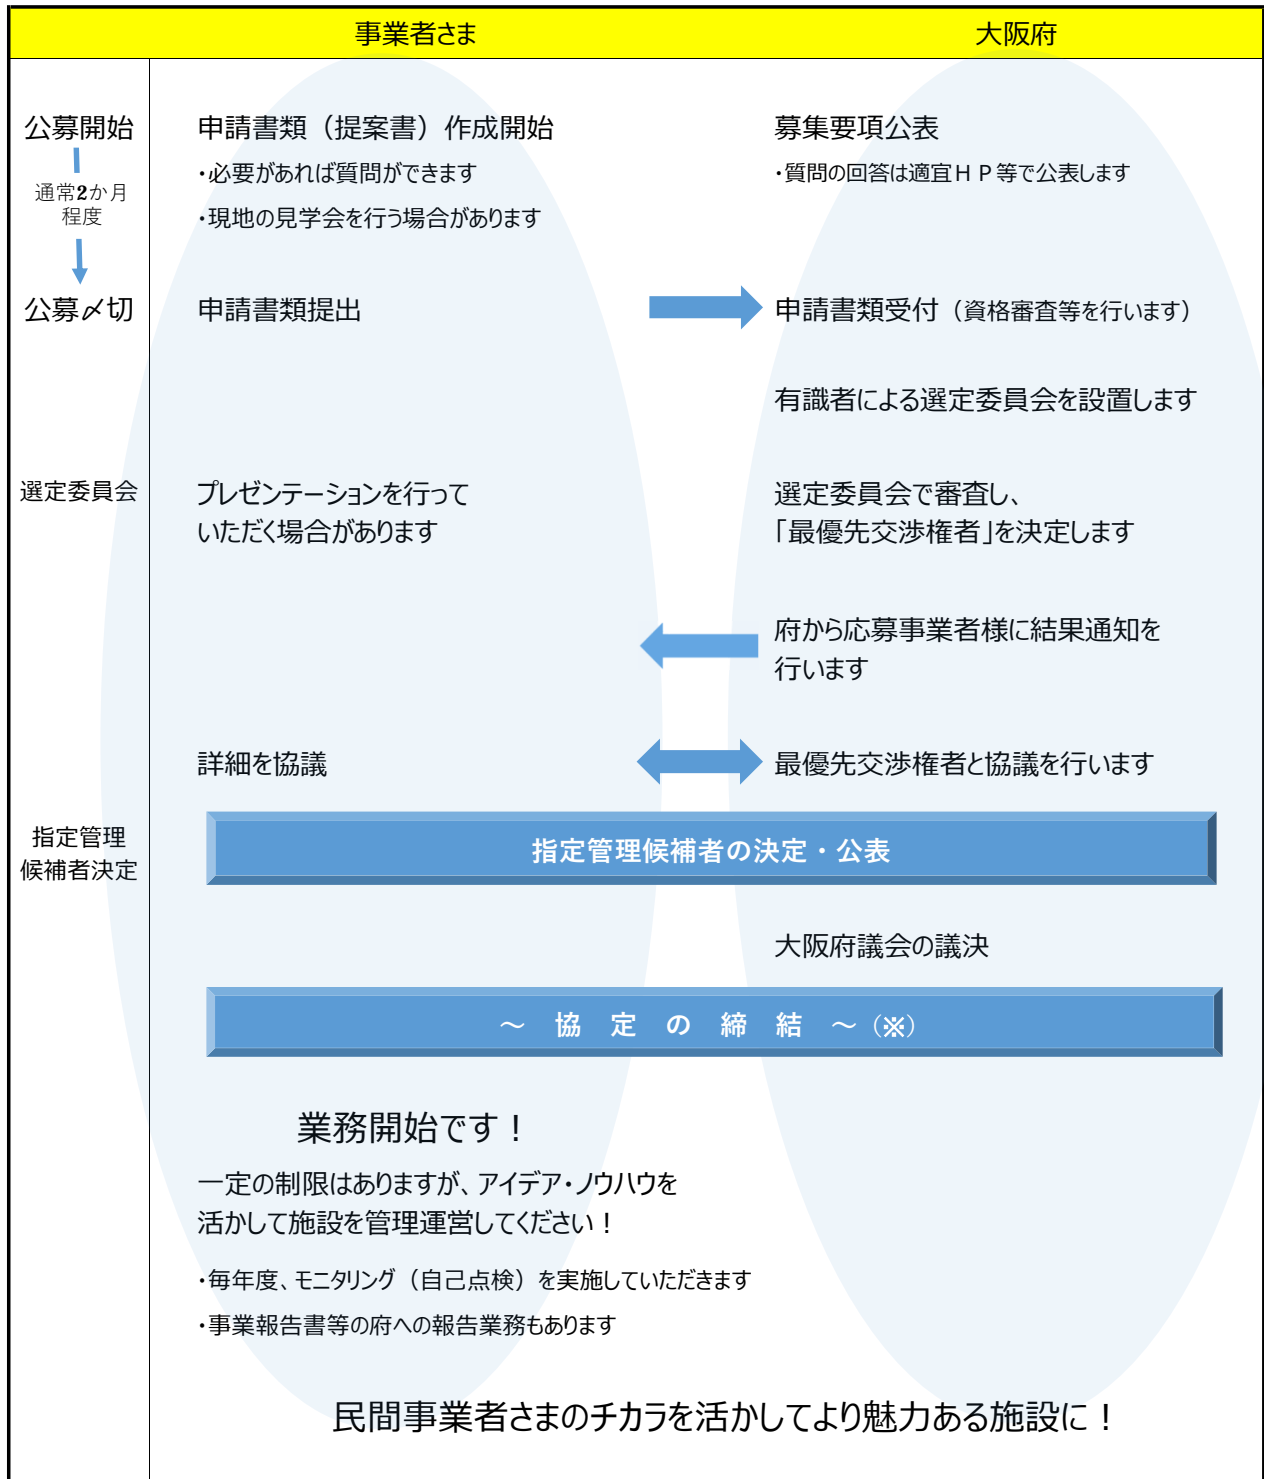 事業者さま
大阪府
公募開始
申請書類（提案書）作成開始
募集要項公表
・必要があれば質問ができます
・質問の回答は適宜ＨＰ等で公表します
通常2か月
程度
・現地の見学会を行う場合があります
公募〆切
申請書類提出
申請書類受付（資格審査等を行います）
有識者による選定委員会を設置します
選定委員会
プレゼンテーションを行って
いただく場合があります
選定委員会で審査し、
「最優先交渉権者」を決定します
府から応募事業者様に結果通知を
行います
詳細を協議
最優先交渉権者と協議を行います
指定管理
候補者決定
指定管理候補者の決定・公表
大阪府議会の議決
～ 協 定 の 締 結 ～（※）
業務開始です！
一定の制限はありますが、アイデア・ノウハウを
活かして施設を管理運営してください！
・毎年度、モニタリング（自己点検）を実施していただきます
・事業報告書等の府への報告業務もあります
民間事業者さまのチカラを活かしてより魅力ある施設に！